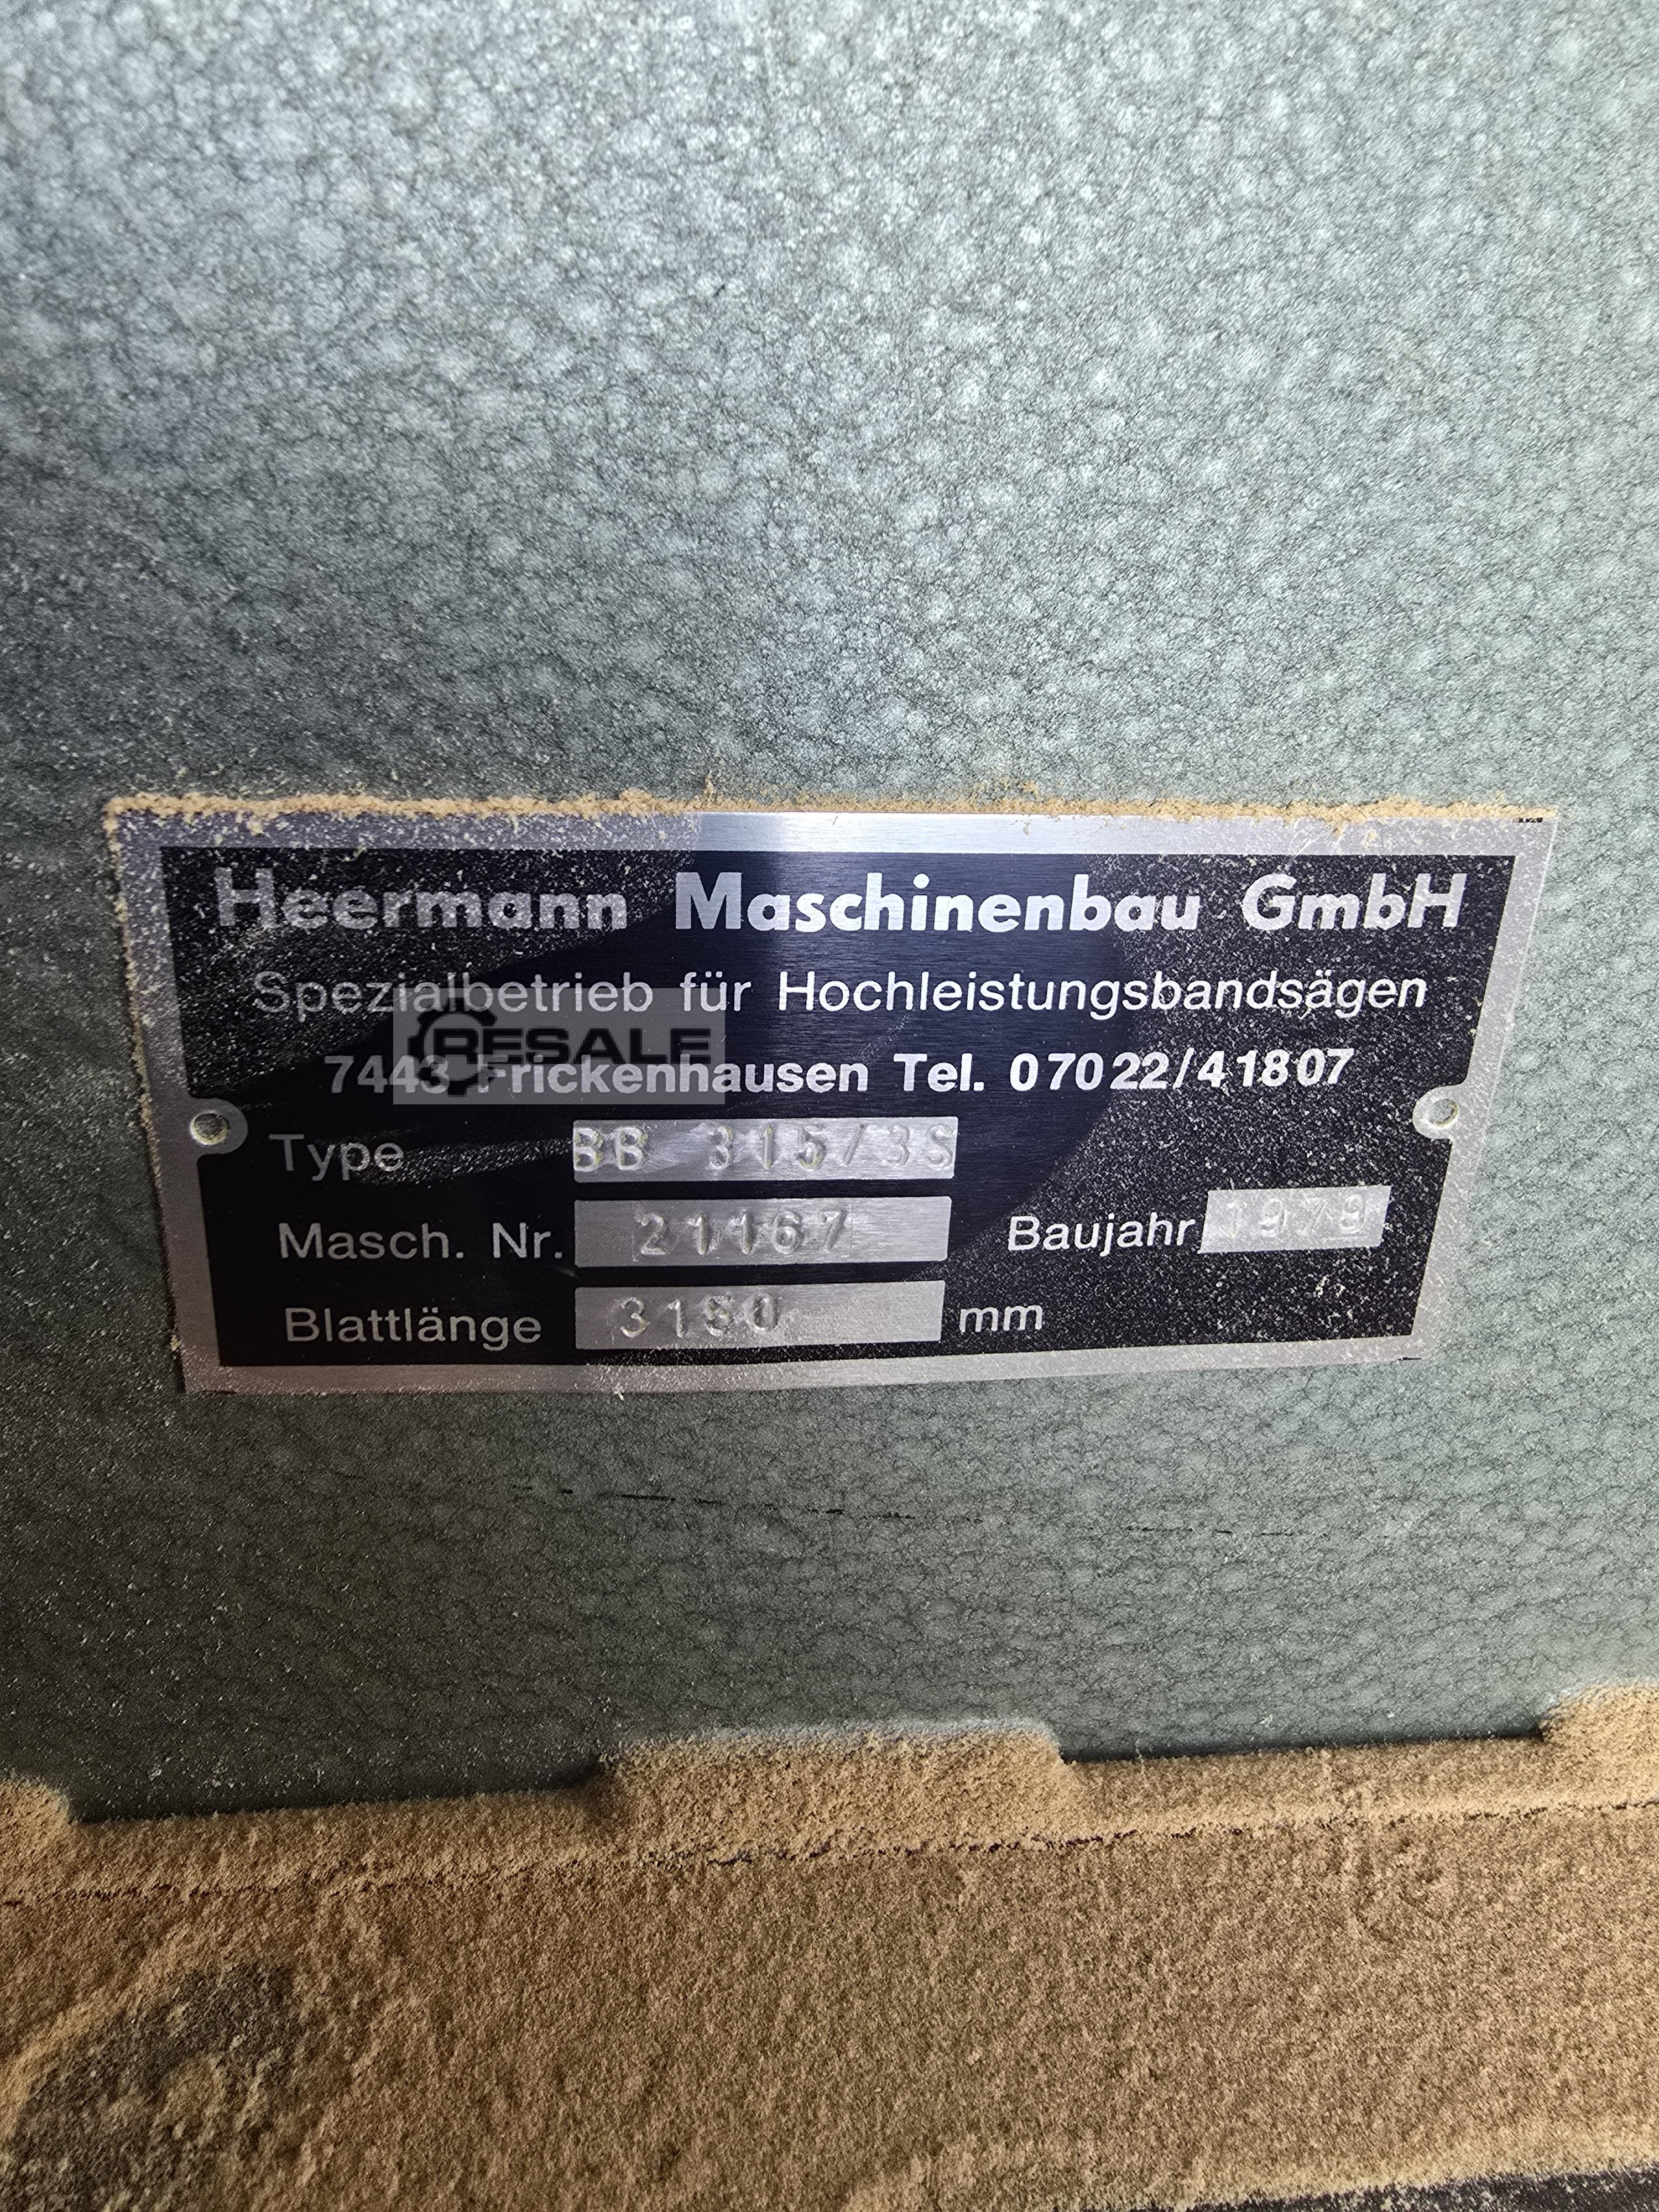 Heermann Maschinenbau GmbH
Spezialbetrieb für Hochleistungsbandsägen
RESALE
7443 Frickenhausen Tel. 07022/41807
Type BB 315/3S
Masch. Nr. 21167 Baujahr 1979
Blattlänge 3180 mm